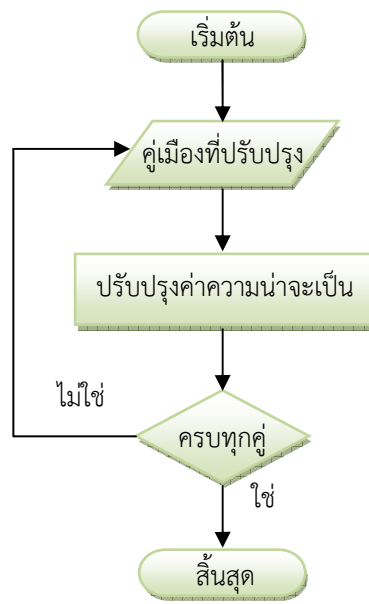 เริ่มต้น
คู่เมืองที่ปรับปรุง
ปรับปรุงค่าความน่าจะเป็น
ไม่ใช่
ครบทุกคู่
ใช่
สิ้นสุด